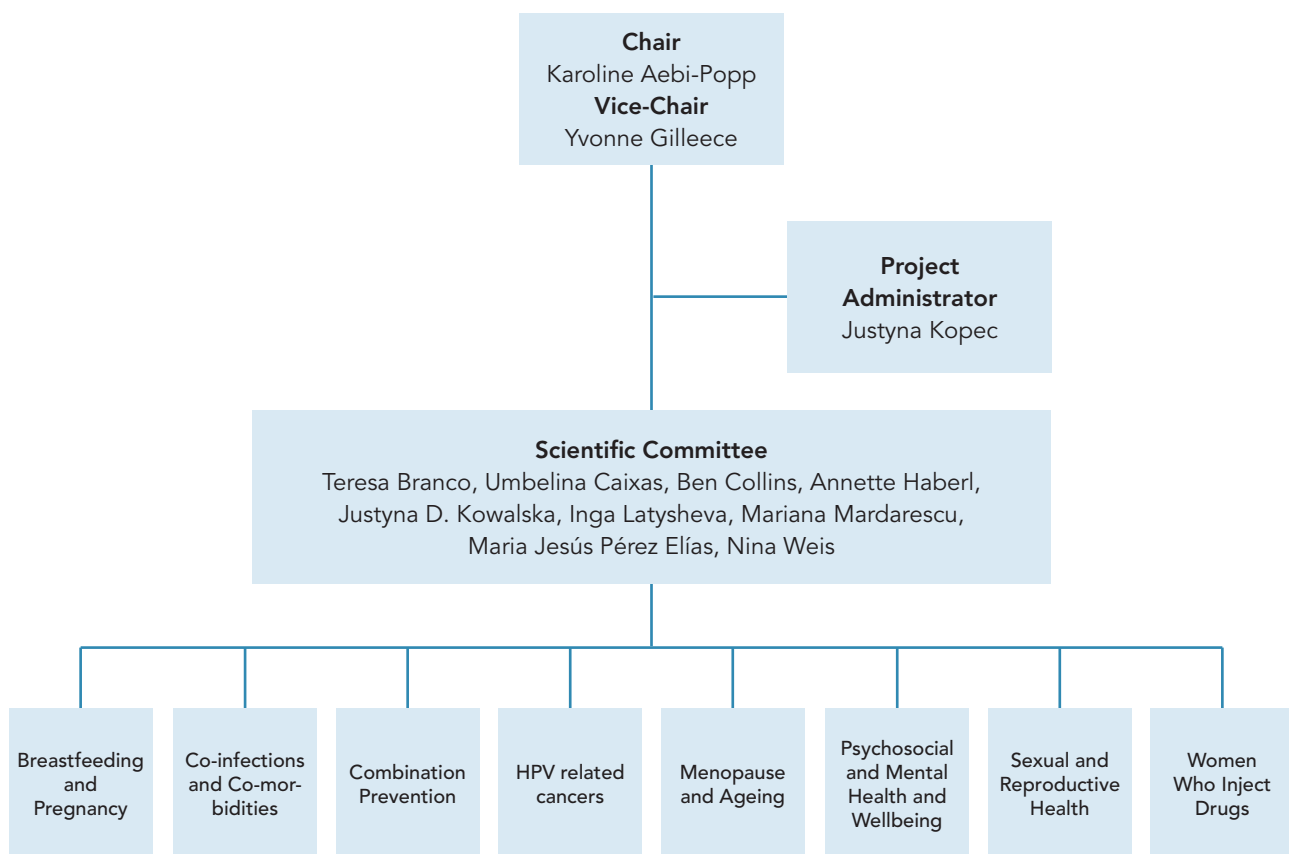 Chair
Karoline Aebi-Popp
Vice-Chair
Yvonne Gilleece
Project
Administrator
Justyna Kopec
Scientific Committee
Teresa Branco, Umbelina Caixas, Ben Collins, Annette Haberl,
Justyna D. Kowalska, Inga Latysheva, Mariana Mardarescu,
Maria Jesús Pérez Elías, Nina Weis
Breastfeeding
and
Pregnancy
Co-infections
and Co-mor-
bidities
Combination
Prevention
HPV related
cancers
Menopause
and Ageing
Psychosocial
and Mental
Health and
Wellbeing
Sexual and
Reproductive
Health
Women
Who Inject
Drugs